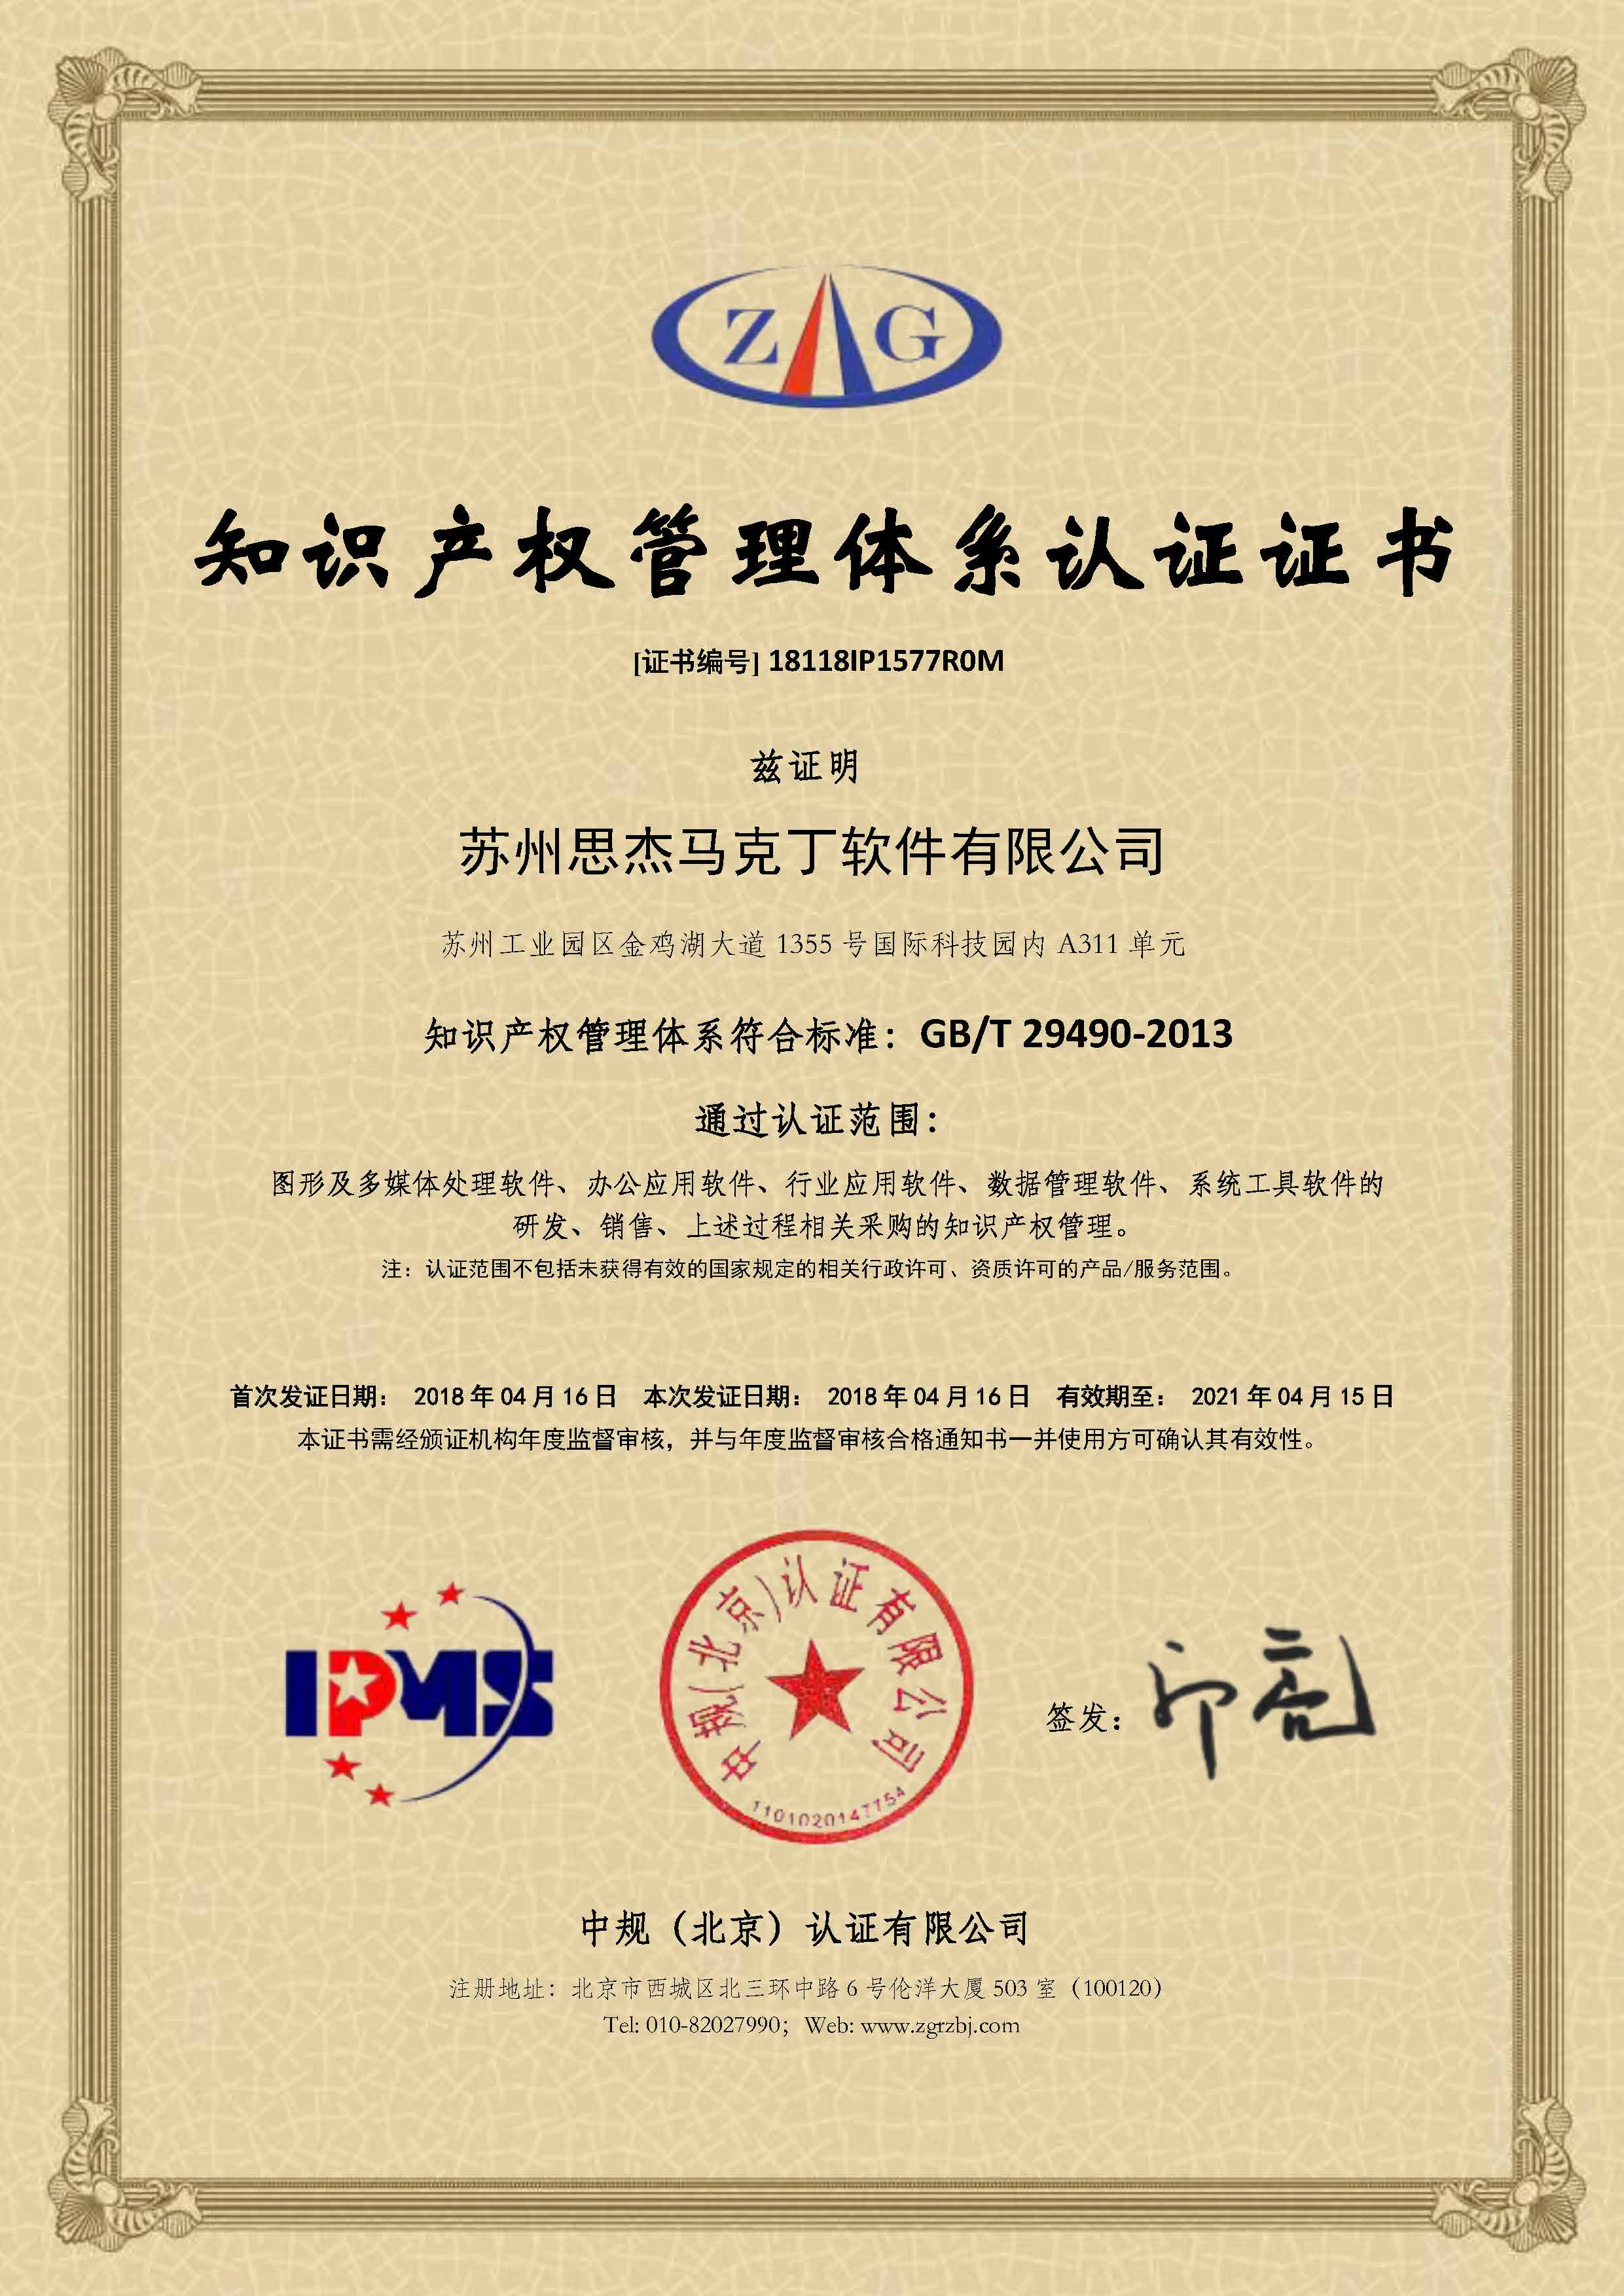 Z G
知识产权管理体系认证证书
[证书编号] 18118IP1577R0M
兹证明
苏州思杰马克丁软件有限公司
苏州工业园区金鸡湖大道 1355 号国际科技园内 A311 单元
知识产权管理体系符合标准：GB/T 29490-2013
通过认证范围：
图形及多媒体处理软件、办公应用软件、行业应用软件、数据管理软件、系统工具软件的
研发、销售、上述过程相关采购的知识产权管理。
注：认证范围不包括未获得有效的国家规定的相关行政许可、资质许可的产品/服务范围。
首次发证日期： 2018 年 04 月 16 日 本次发证日期： 2018 年 04 月 16 日 有效期至： 2021 年 04 月 15 日
本证书需经颁证机构年度监督审核，并与年度监督审核合格通知书一并使用方可确认其有效性。
IPMS
中规(北京)认证有限公司
1101020147754
签发：
中规（北京）认证有限公司
注册地址：北京市西城区北三环中路 6 号伦洋大厦 503 室（100120）
Tel: 010-82027990；Web: www.zgrzbj.com